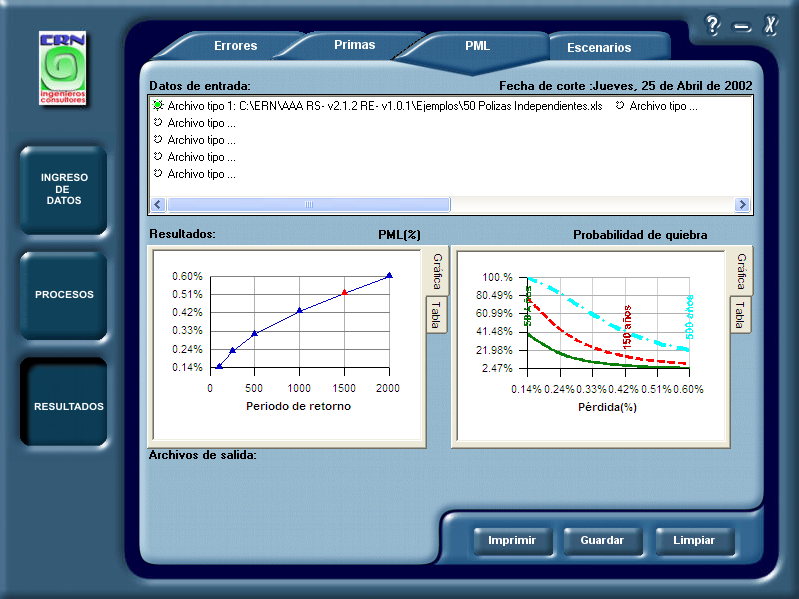 ERN
ingenieros
consultores
? — X
Errores
Primas
PML
Escenarios
INGRESO
DE
DATOS
PROCESOS
RESULTADOS
Datos de entrada:
Fecha de corte :Jueves, 25 de Abril de 2002
Archivo tipo 1: C:\ERN\AAA RS- v2.1.2 RE- v1.0.1\Ejemplos\50 Polizas Independientes.xls
Archivo tipo ...
Archivo tipo ...
Archivo tipo ...
Archivo tipo ...
Archivo tipo ...
Resultados:
PML(%)
0.60%
0.51%
0.42%
0.33%
0.24%
0.14%
0 500 1000 1500 2000
Periodo de retorno
Gráfica
Tabla
Probabilidad de quiebra
100.%
80.49%
60.99%
41.48%
21.98%
2.47%
50 Años
150 años
500 años
0.14% 0.24% 0.33% 0.42% 0.51% 0.60%
Pérdida(%)
Gráfica
Tabla
Archivos de salida:
Imprimir
Guardar
Limpiar